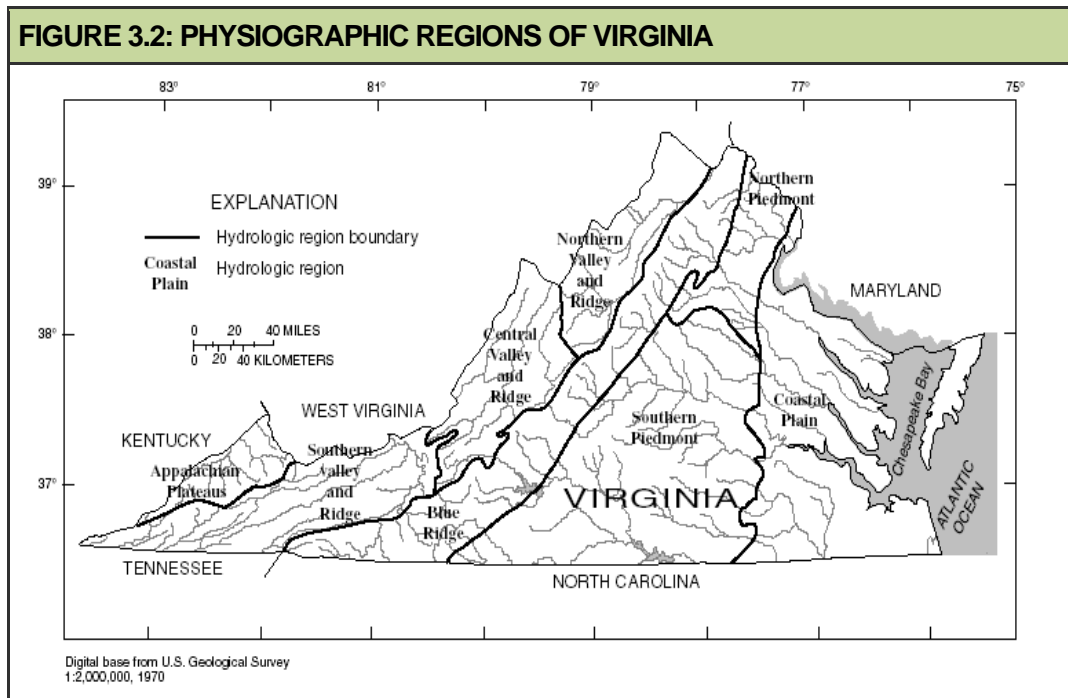 FIGURE 3.2: PHYSIOGRAPHIC REGIONS OF VIRGINIA
83°
81°
79°
77°
75°
39°
38°
37°
EXPLANATION
Hydrologic region boundary
Coastal
Plain
Hydrologic region
0 20 40 MILES
0 20 40 KILOMETERS
Northern
Piedmont
Northern
Valley
and
Ridge
MARYLAND
Central
Valley
and
Ridge
WEST VIRGINIA
KENTUCKY
Appalachian
Plateaus
Southern
Valley
and
Ridge
Blue
Ridge
Southern
Piedmont
Coastal
Plain
Chesapeake Bay
VIRGINIA
ATLANTIC
OCEAN
TENNESSEE
NORTH CAROLINA
Digital base from U.S. Geological Survey
1:2,000,000, 1970